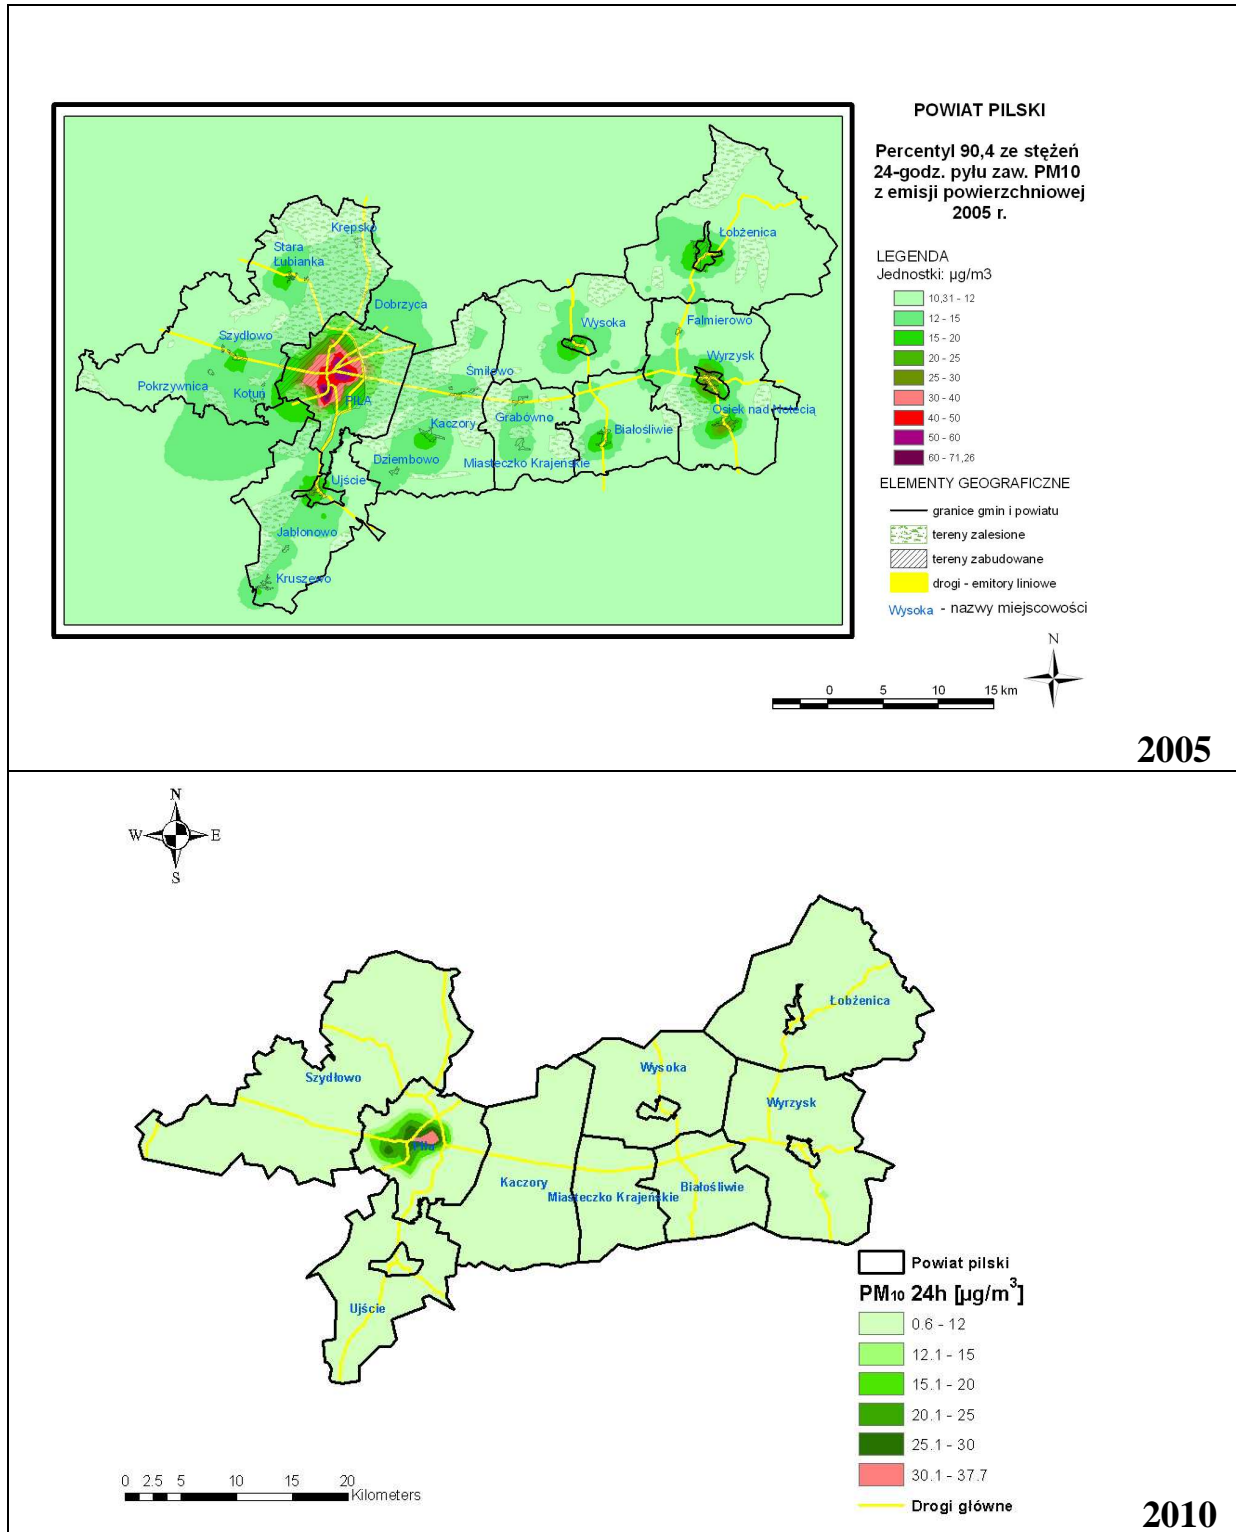 POWIAT PILSKI
Percentyl 90,4 ze stężeń
24-godz. pyłu zaw. PM10
z emisji powierzchniowej
2005 r.
LEGENDA
Jednostki: µg/m3
10,31 - 12
12 - 15
15 - 20
20 - 25
25 - 30
30 - 40
40 - 50
50 - 60
60 - 71,26
ELEMENTY GEOGRAFICZNE
granice gmin i powiatu
tereny zalesione
tereny zabudowane
drogi - emitory liniowe
Wysoka - nazwy miejscowości
Krępsko
Stara
Lubianka
Łobżenica
Dobrzyca
Szydłowo
Wysoka
Falmierowo
Wyrzysk
Pokrzywnica
Kotuń
PIŁA
Śmiłowo
Grabówno
Osiek nad Notecią
Kaczory
Białośliwie
Dziembowo
Miasteczko Krajeńskie
Ujście
Jabłonowo
Kruszewo
N
0 5 10 15 km
2005
N
W E
S
Łobżenica
Szydłowo
Wysoka
Wyrzysk
Piła
Kaczory
Miasteczko Krajeńskie
Białośliwie
Ujście
Powiat pilski
PM10 24h [µg/m3]
0.6 - 12
12.1 - 15
15.1 - 20
20.1 - 25
25.1 - 30
30.1 - 37.7
Drogi główne
0 2.5 5 10 15 20
Kilometers
2010